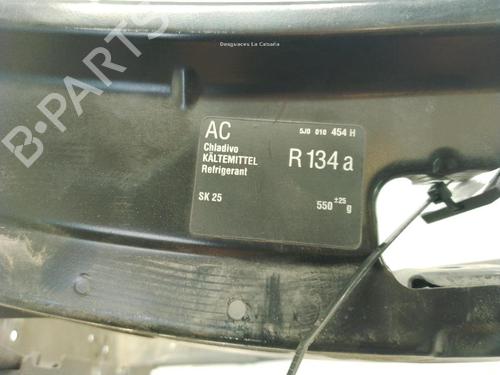 Desguaces La Cabaña
B-PARTS
AC 5J0 010 454 H
Chladivo
KÄLTEMITTEL R 134 a
Refrigerant
SK 25 550 ±25 g